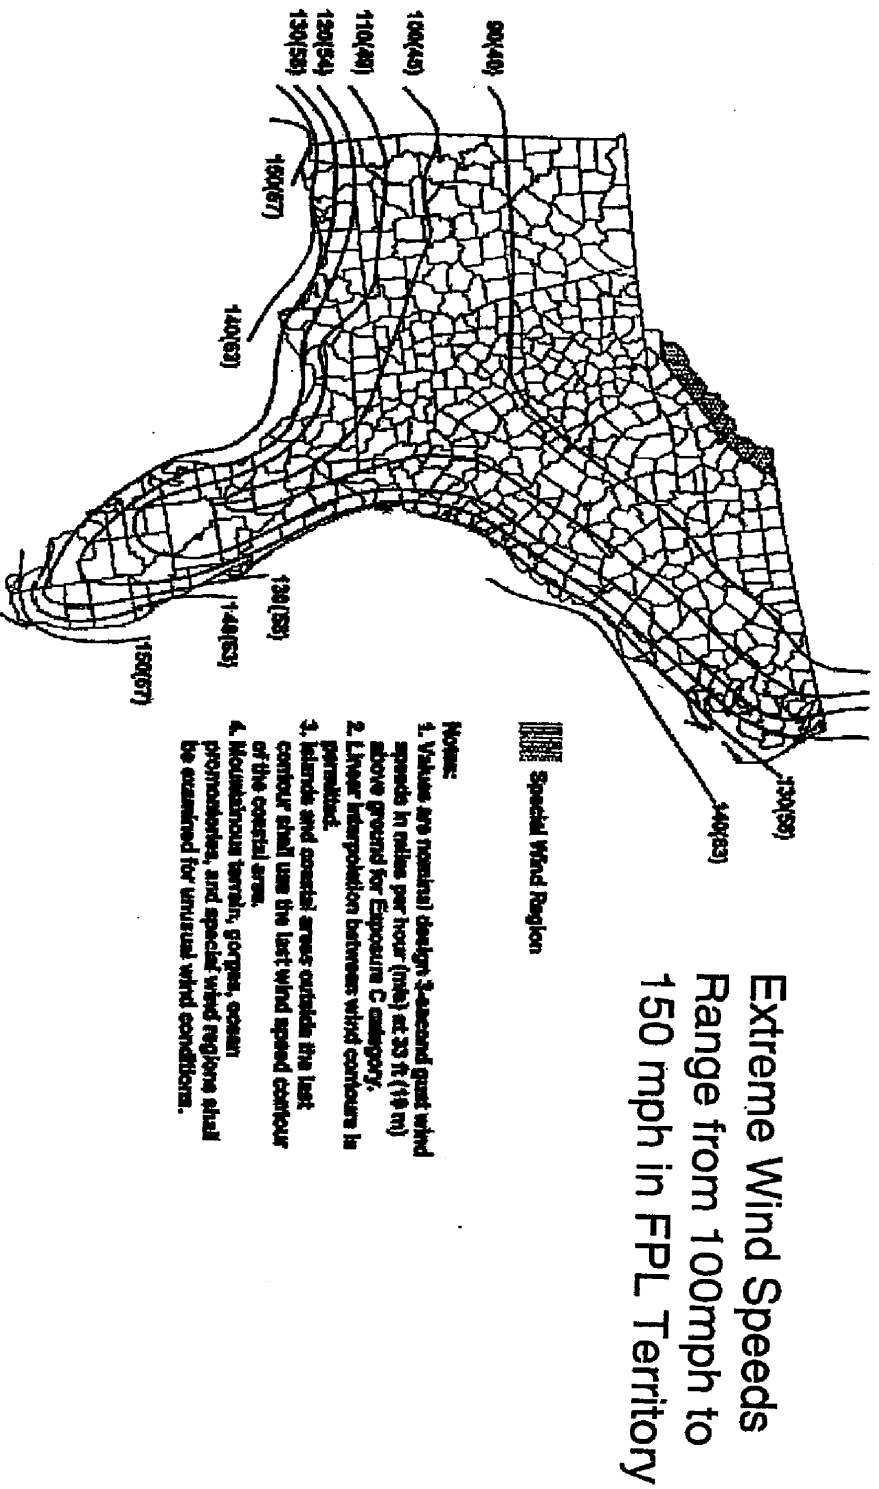 Extreme Wind Speeds
Range from 100mph to
150 mph in FPL Territory
90(40)
100(45)
110(49)
120(54)
130(58)
150(67)
140(63)
130(58)
140(63)
150(67)
130(58)
140(63)
Special Wind Region
Notes:
1. Values are nominal design 3-second gust wind
speeds in miles per hour (m/s) at 33 ft (10 m)
above ground for Exposure C category.
2. Linear interpolation between wind contours is
permitted.
3. Islands and coastal areas outside the last
contour shall use the last wind speed contour
of the coastal area.
4. Mountainous terrain, gorges, ocean
promontories, and special wind regions shall
be examined for unusual wind conditions.